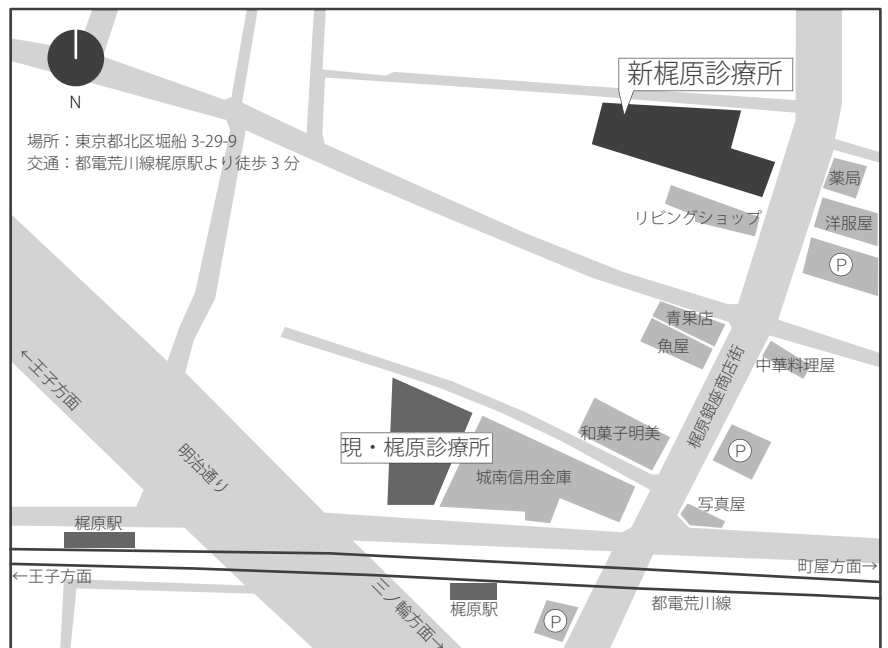 新梶原診療所
N
場所：東京都北区堀船 3-29-9
交通：都電荒川線梶原駅より徒歩 3 分
薬局
リビングショップ
洋服屋
P
青果店
魚屋
中華料理屋
←王子方面
梶原銀座商店街
明治通り
現・梶原診療所
和菓子明美
P
城南信用金庫
写真屋
梶原駅
町屋方面→
←王子方面
三ノ輪方面→
梶原駅
都電荒川線
P